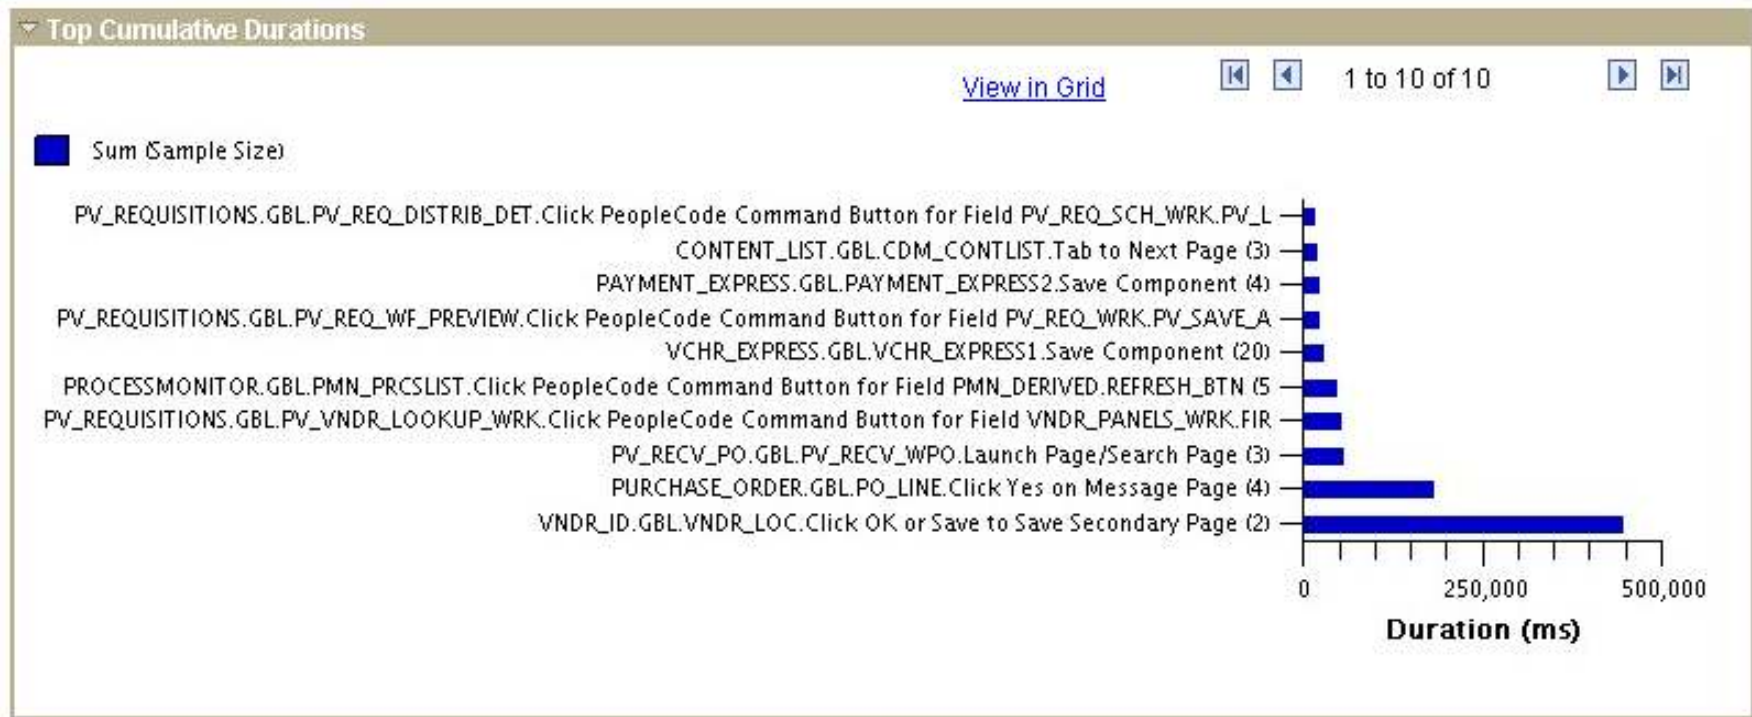 Top Cumulative Durations
View in Grid
1 to 10 of 10
Sum (Sample Size)
PV_REQUISITIONS.GBL.PV_REQ_DISTRIB_DET.Click PeopleCode Command Button for Field PV_REQ_SCH_WRK.PV_L
CONTENT_LIST.GBL.CDM_CONTLIST.Tab to Next Page (3)
PAYMENT_EXPRESS.GBL.PAYMENT_EXPRESS2.Save Component (4)
PV_REQUISITIONS.GBL.PV_REQ_WF_PREVIEW.Click PeopleCode Command Button for Field PV_REQ_WRK.PV_SAVE_A
VCHR_EXPRESS.GBL.VCHR_EXPRESS1.Save Component (20)
PROCESSMONITOR.GBL.PMN_PRCSLIST.Click PeopleCode Command Button for Field PMN_DERIVED.REFRESH_BTN (5
PV_REQUISITIONS.GBL.PV_VNDR_LOOKUP_WRK.Click PeopleCode Command Button for Field VNDR_PANELS_WRK.FIR
PV_RECV_PO.GBL.PV_RECV_WPO.Launch Page/Search Page (3)
PURCHASE_ORDER.GBL.PO_LINE.Click Yes on Message Page (4)
VNDR_ID.GBL.VNDR_LOC.Click OK or Save to Save Secondary Page (2)
0 250,000 500,000
Duration (ms)